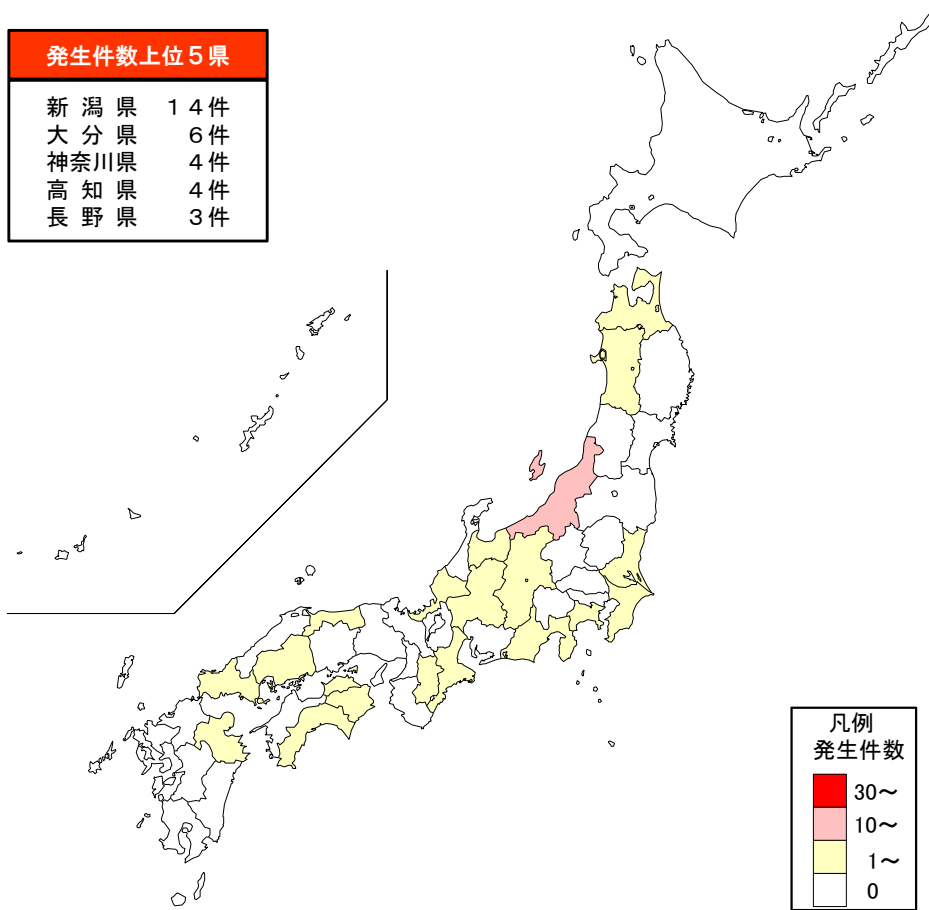 発生件数上位5県
新潟県 14件
大分県 6件
神奈川県 4件
高知県 4件
長野県 3件
凡例
発生件数
30~
10~
1~
0